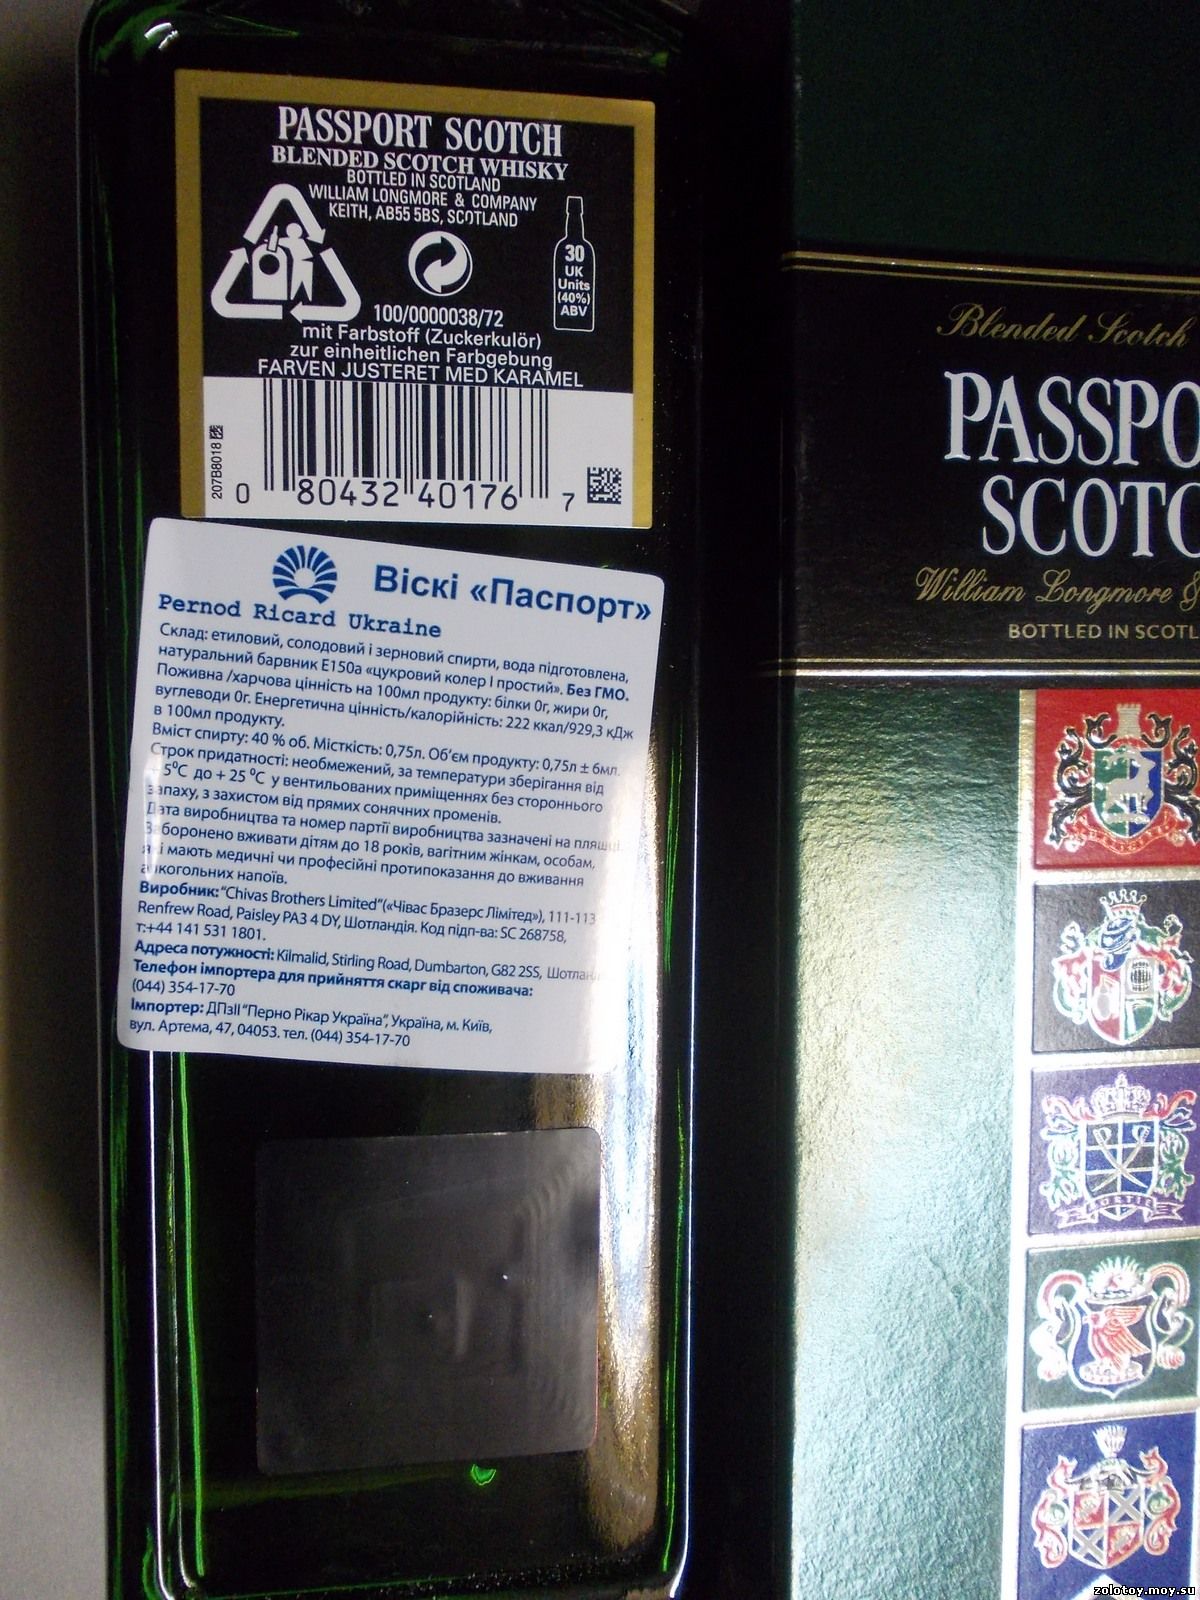 PASSPORT SCOTCH
BLENDED SCOTCH WHISKY
BOTTLED IN SCOTLAND
WILLIAM LONGMORE & COMPANY
KEITH, AB55 5BS, SCOTLAND
30
UK
Units
(40%)
ABV
100/0000038/72
mit Farbstoff (Zuckerkulör)
zur einheitlichen Farbgebung
FARVEN JUSTERET MED KARAMEL
207B8018
0 80432 40176 7
Віскі «Паспорт»
Pernod Ricard Ukraine
Склад: етиловий, солодовий і зерновий спирти, вода підготовлена,
натуральний барвник Е150а «цукровий колер І простий». Без ГМО.
Поживна /харчова цінність на 100мл продукту: білки 0г, жири 0г,
вуглеводи 0г. Енергетична цінність/калорійність: 222 ккал/929,3 кДж
в 100мл продукту.
Вміст спирту: 40 % об. Місткість: 0,75л. Об'єм продукту: 0,75л ± 6мл.
Строк придатності: необмежений, за температури зберігання від
5⁰С до + 25 ⁰С у вентильованих приміщеннях без стороннього
запаху, з захистом від прямих сонячних променів.
Дата виробництва та номер партії виробництва зазначені на пляшці.
Заборонено вживати дітям до 18 років, вагітним жінкам, особам,
які мають медичні чи професійні протипоказання до вживання
алкогольних напоїв.
Виробник: "Chivas Brothers Limited"(«Чівас Бразерс Лімітед»), 111-113
Renfrew Road, Paisley PA3 4 DY, Шотландія. Код підп-ва: SC 268758,
т:+44 141 531 1801.
Адреса потужності: Kilmalid, Stirling Road, Dumbarton, G82 2SS, Шотлан
Телефон імпортера для прийняття скарг від споживача:
(044) 354-17-70
Імпортер: ДПзІІ "Перно Рікар Україна", Україна, м. Київ,
вул. Артема, 47, 04053. тел. (044) 354-17-70
Blended Scotch
PASSPO
SCOTC
William Longmore &
BOTTLED IN SCOTL
FORTIS
zolotoy.moy.su